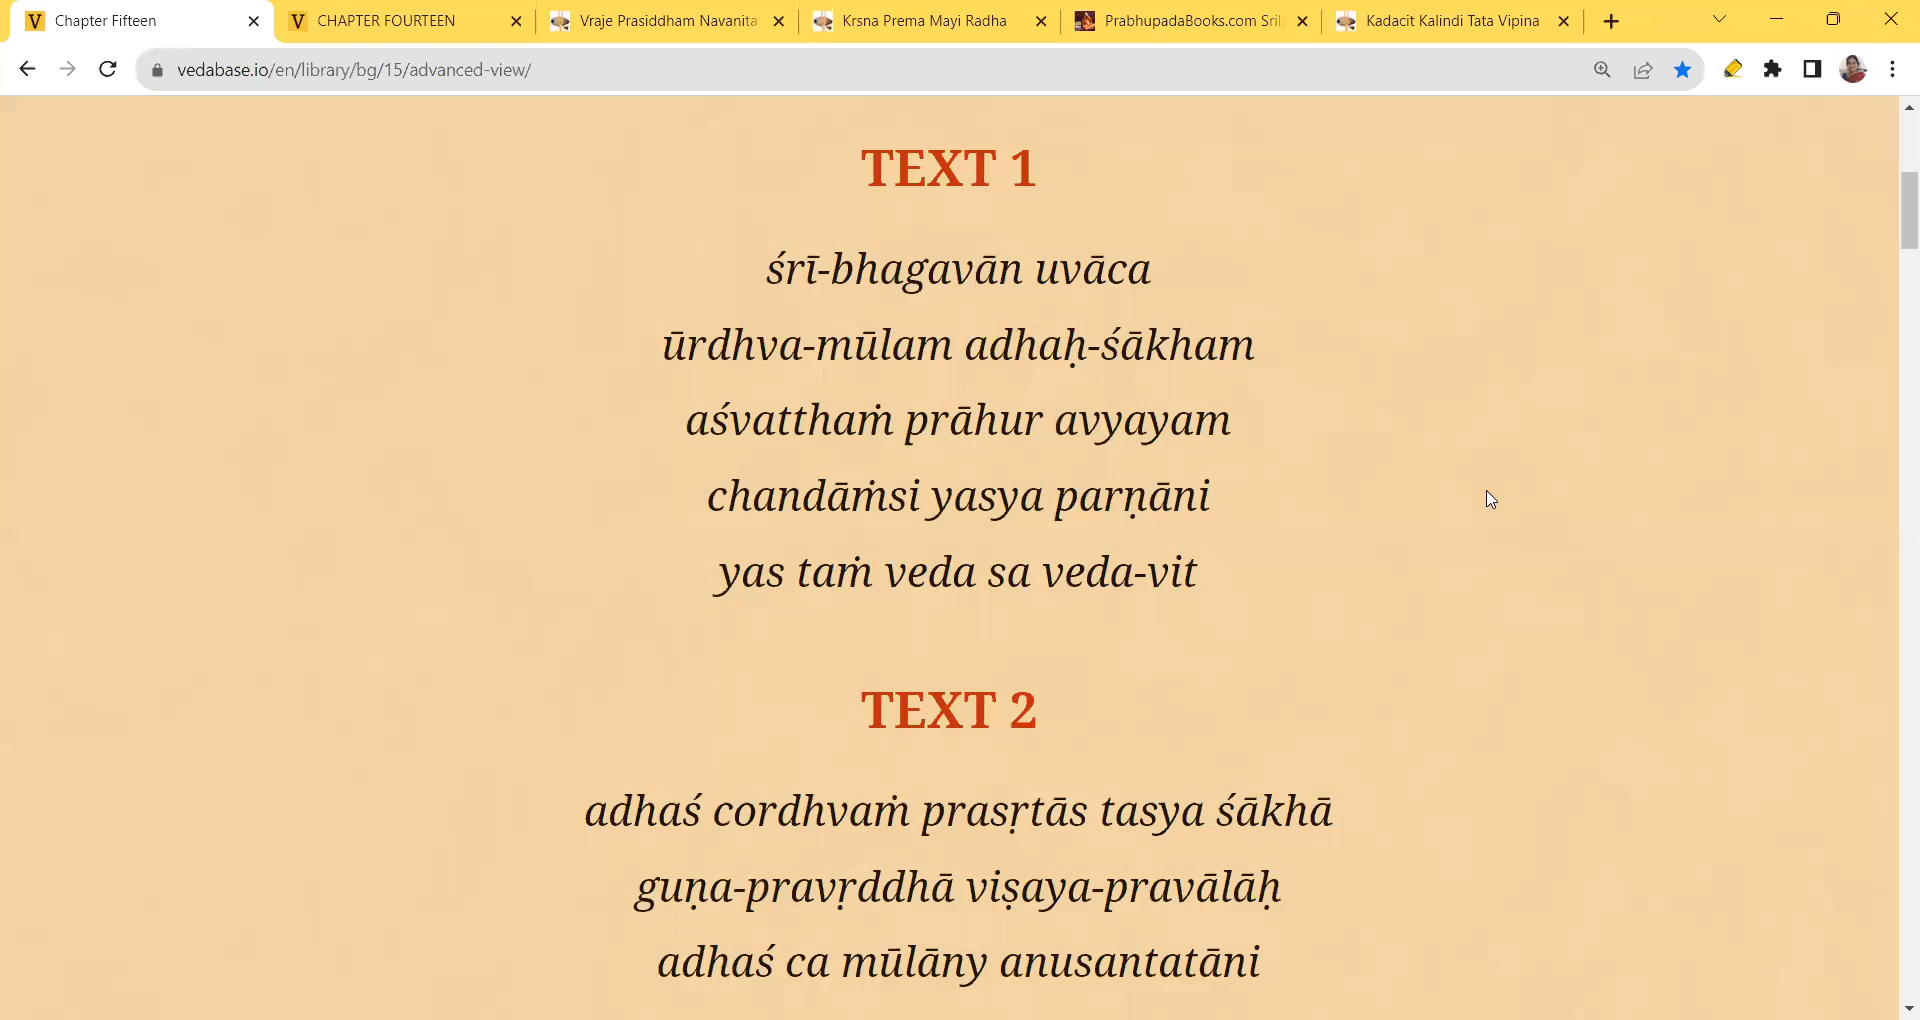 Chapter Fifteen
CHAPTER FOURTEEN
Vraje Prasiddham Navanita
Krsna Prema Mayi Radha
PrabhupadaBooks.com Sril
Kadacit Kalindi Tata Vipina
vedabase.io/en/library/bg/15/advanced-view/
TEXT 1
śrī-bhagavān uvāca
ūrdhva-mūlam adhaḥ-śākham
aśvatthaṁ prāhur avyayam
chandāṁsi yasya parṇāni
yas taṁ veda sa veda-vit
TEXT 2
adhaś cordhvaṁ prasṛtās tasya śākhā
guṇa-pravṛddhā viṣaya-pravālāḥ
adhaś ca mūlāny anusantatāni